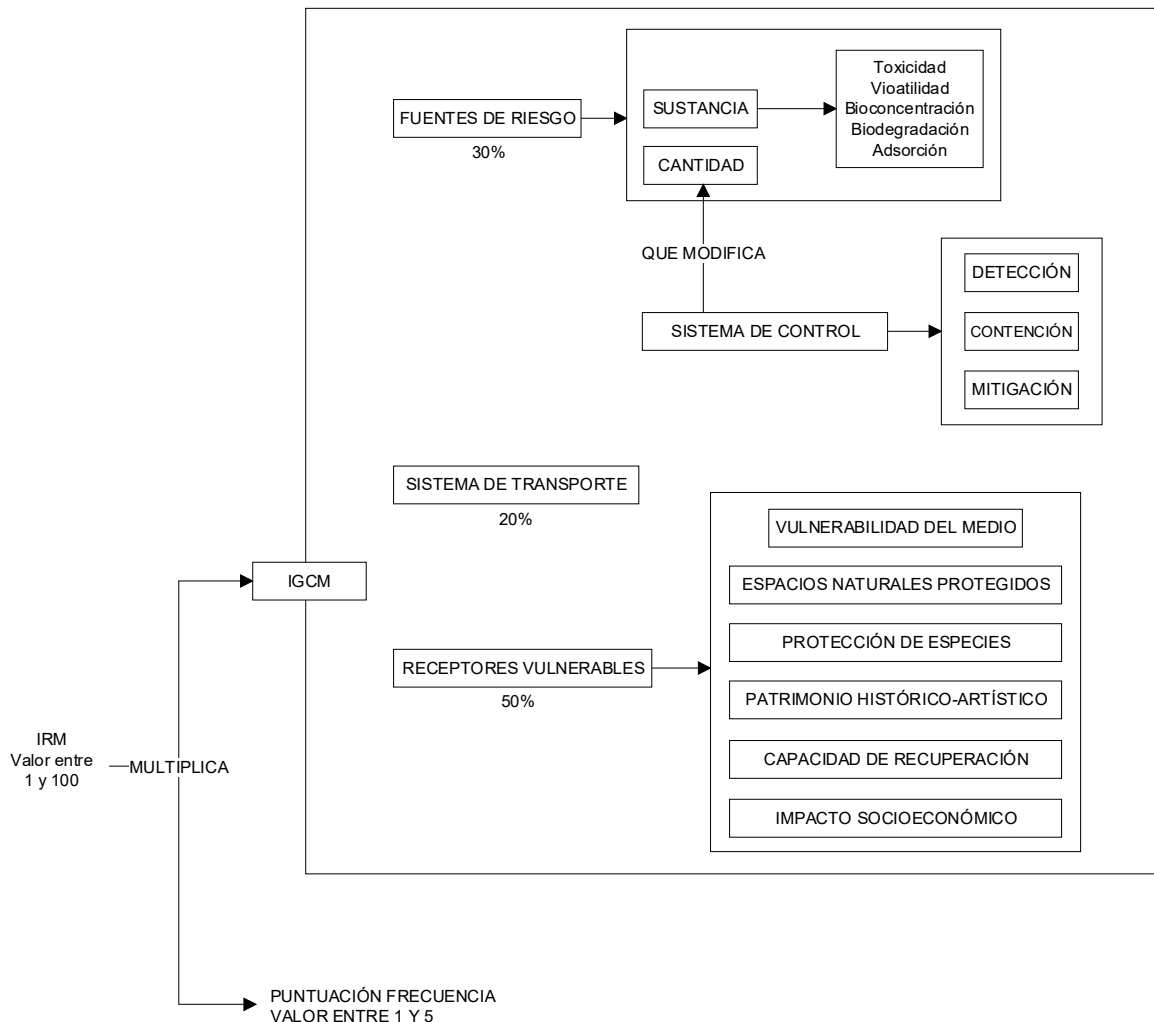 Toxicidad
Vioatilidad
Bioconcentración
Biodegradación
Adsorción
SUSTANCIA
FUENTES DE RIESGO
30%
CANTIDAD
QUE MODIFICA
DETECCIÓN
SISTEMA DE CONTROL
CONTENCIÓN
MITIGACIÓN
SISTEMA DE TRANSPORTE
20%
VULNERABILIDAD DEL MEDIO
IGCM
ESPACIOS NATURALES PROTEGIDOS
PROTECCIÓN DE ESPECIES
RECEPTORES VULNERABLES
50%
PATRIMONIO HISTÓRICO-ARTÍSTICO
CAPACIDAD DE RECUPERACIÓN
IMPACTO SOCIOECONÓMICO
IRM
Valor entre
1 y 100
MULTIPLICA
PUNTUACIÓN FRECUENCIA
VALOR ENTRE 1 Y 5